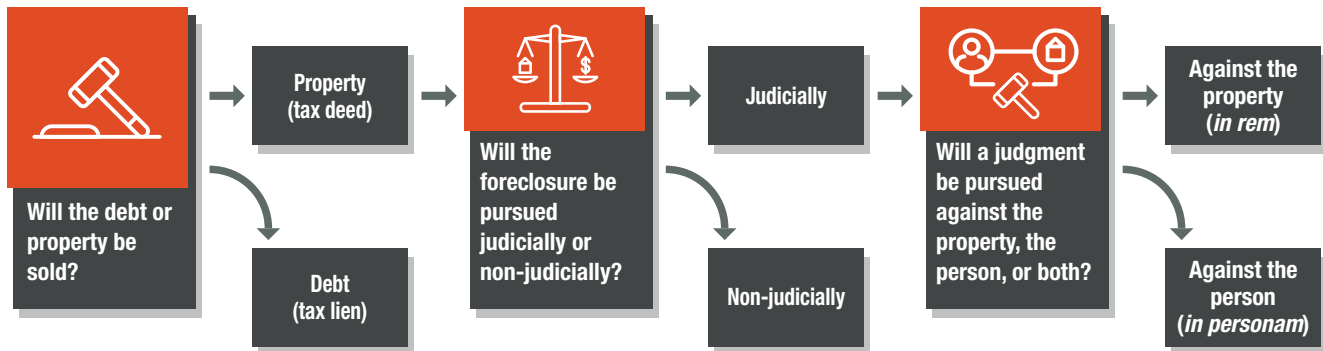 Will the debt or
property be
sold?
Property
(tax deed)
Debt
(tax lien)
$
Will the
foreclosure be
pursued
judicially or
non-judicially?
Judicially
Non-judicially
Will a judgment
be pursued
against the
property, the
person, or both?
Against the
property
(in rem)
Against the
person
(in personam)